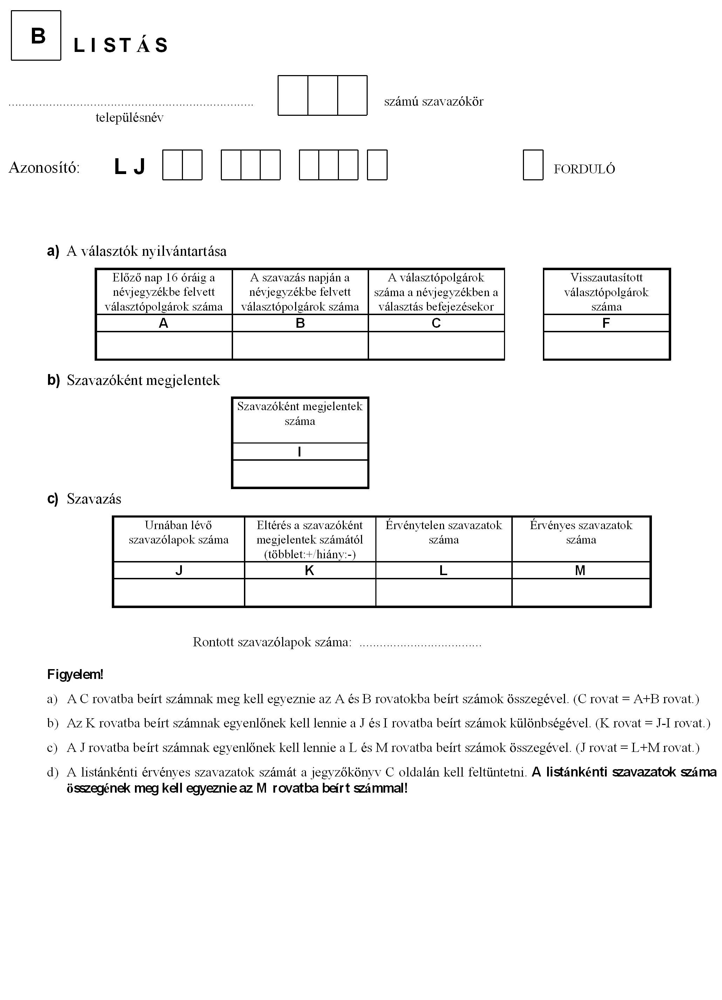 B
L I S T Á S
........................................................................ számú szavazókör
településnév
Azonosító: L J FORDULÓ
a) A választók nyilvántartása
Előző nap 16 óráig a
névjegyzékbe felvett
választópolgárok száma
A
A szavazás napján a
névjegyzékbe felvett
választópolgárok száma
B
A választópolgárok
száma a névjegyzékben a
választás befejezésekor
C
Visszautasított
választópolgárok
száma
F
b) Szavazóként megjelentek
Szavazóként megjelentek
száma
I
c) Szavazás
Urnában lévő
szavazólapok száma
J
Eltérés a szavazóként
megjelentek számától
(többlet:+/hiány:-)
K
Érvénytelen szavazatok
száma
L
Érvényes szavazatok
száma
M
Rontott szavazólapok száma: ....................................
Figyelem!
a) A C rovatba beírt számnak meg kell egyeznie az A és B rovatokba beírt számok összegével. (C rovat = A+B rovat.)
b) Az K rovatba beírt számnak egyenlőnek kell lennie a J és I rovatba beírt számok különbségével. (K rovat = J-I rovat.)
c) A J rovatba beírt számnak egyenlőnek kell lennie a L és M rovatba beírt számok összegével. (J rovat = L+M rovat.)
d) A listánkénti érvényes szavazatok számát a jegyzőkönyv C oldalán kell feltüntetni. A listánkénti szavazatok száma
összegének meg kell egyeznie az M rovatba beírt számmal!